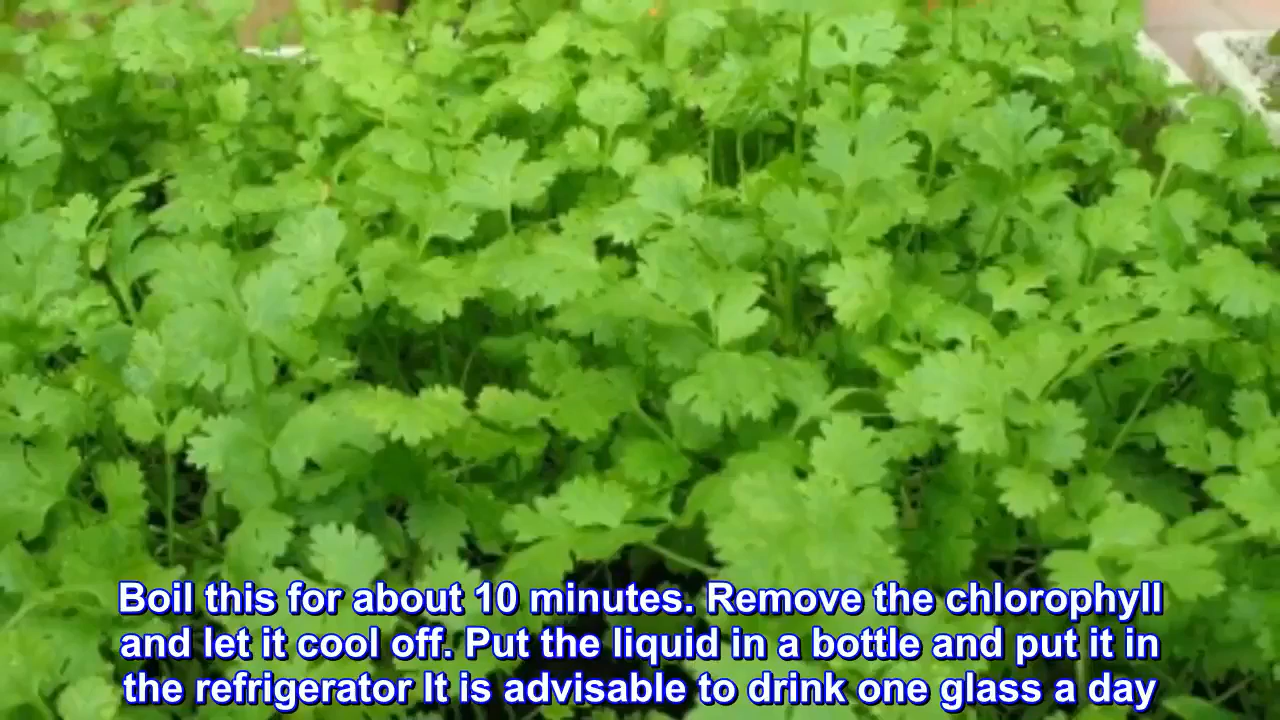 Boil this for about 10 minutes. Remove the chlorophyll
and let it cool off. Put the liquid in a bottle and put it in
the refrigerator It is advisable to drink one glass a day